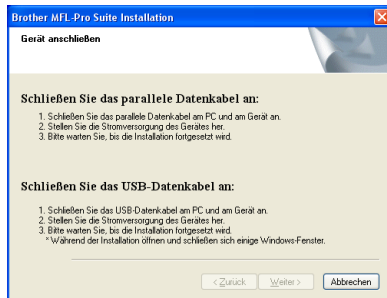 Brother MFL-Pro Suite Installation
Gerät anschließen
Schließen Sie das parallele Datenkabel an:
1. Schließen Sie das parallele Datenkabel am PC und am Gerät an.
2. Stellen Sie die Stromversorgung des Gerätes her.
3. Bitte warten Sie, bis die Installation fortgesetzt wird.
Schließen Sie das USB-Datenkabel an:
1. Schließen Sie das USB-Datenkabel am PC und am Gerät an.
2. Stellen Sie die Stromversorgung des Gerätes her.
3. Bitte warten Sie, bis die Installation fortgesetzt wird.
* Während der Installation öffnen und schließen sich einige Windows-Fenster.
< Zurück Weiter > Abbrechen